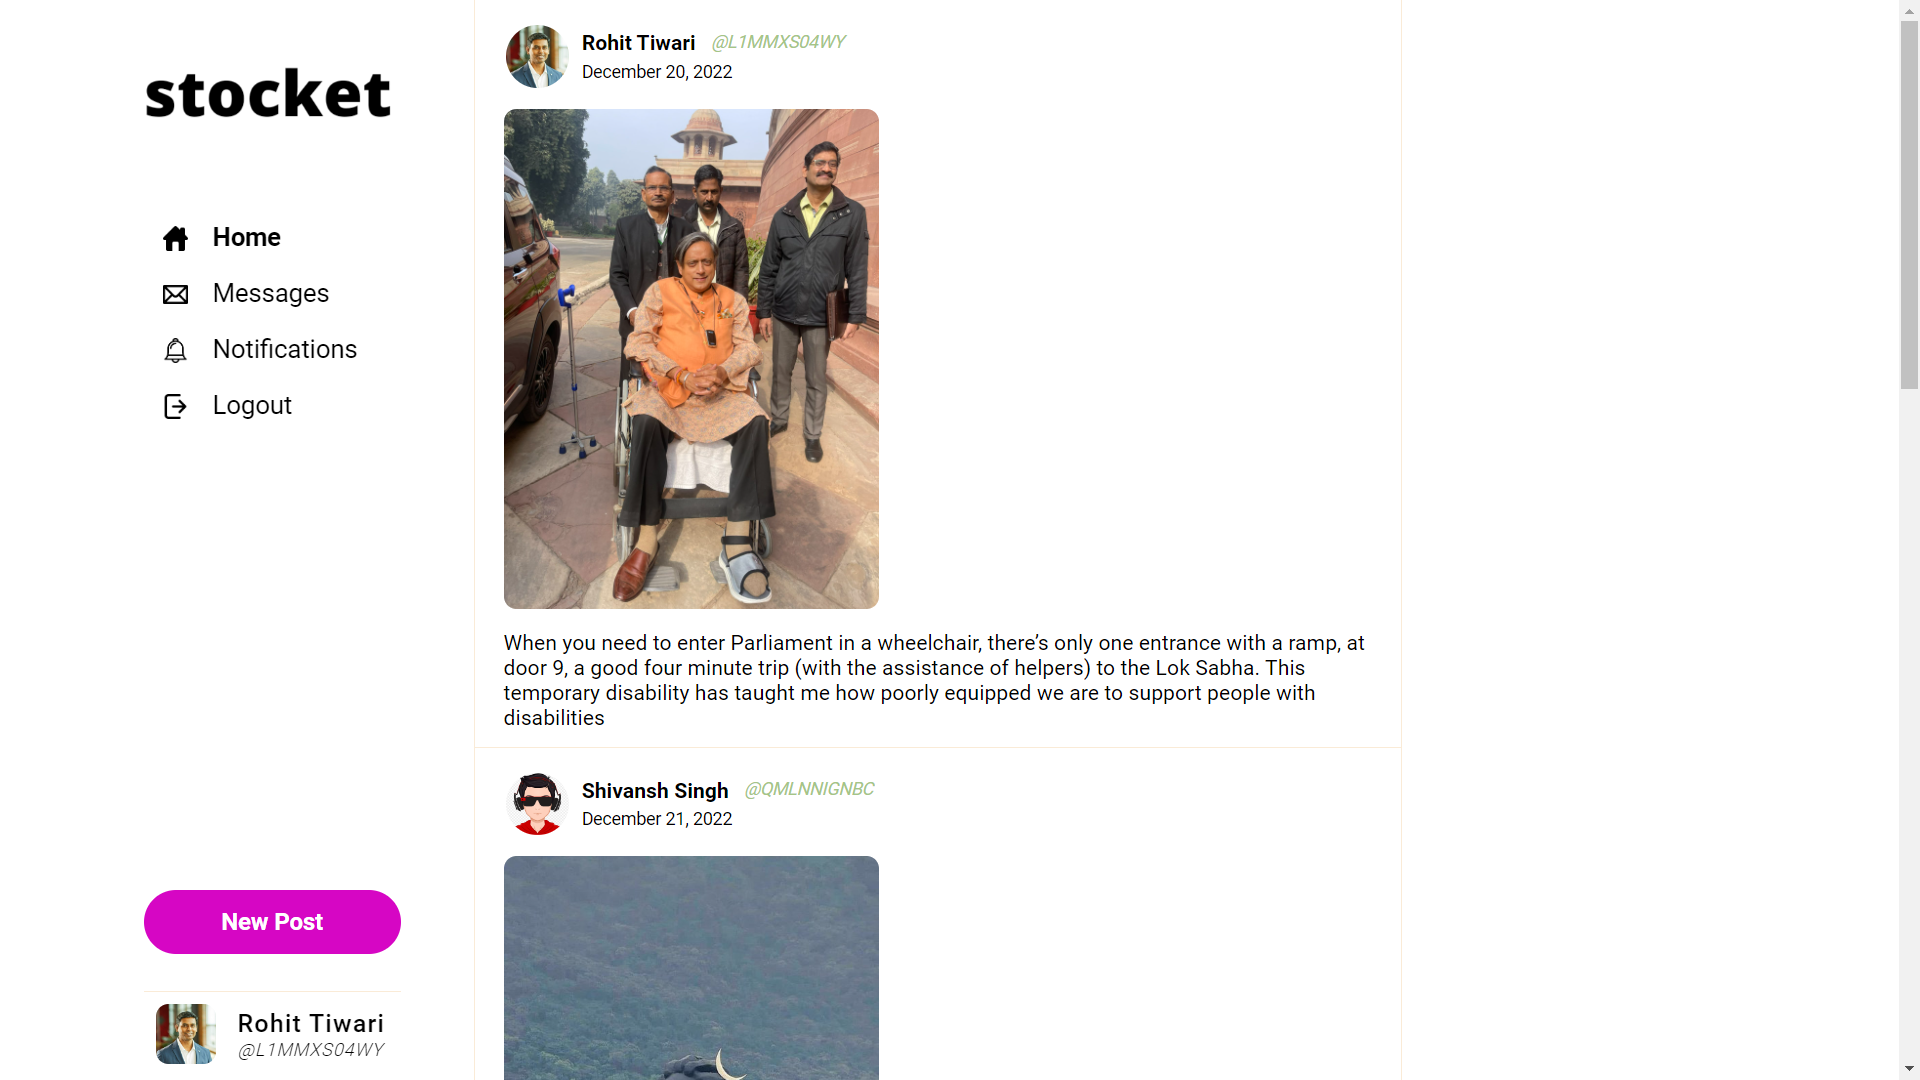 stocket
Home
Messages
Notifications
Logout
New Post
Rohit Tiwari
@L1MMXS04WY
Rohit Tiwari @L1MMXS04WY
December 20, 2022
When you need to enter Parliament in a wheelchair, there’s only one entrance with a ramp, at
door 9, a good four minute trip (with the assistance of helpers) to the Lok Sabha. This
temporary disability has taught me how poorly equipped we are to support people with
disabilities
Shivansh Singh @QMLNNIGNBC
December 21, 2022